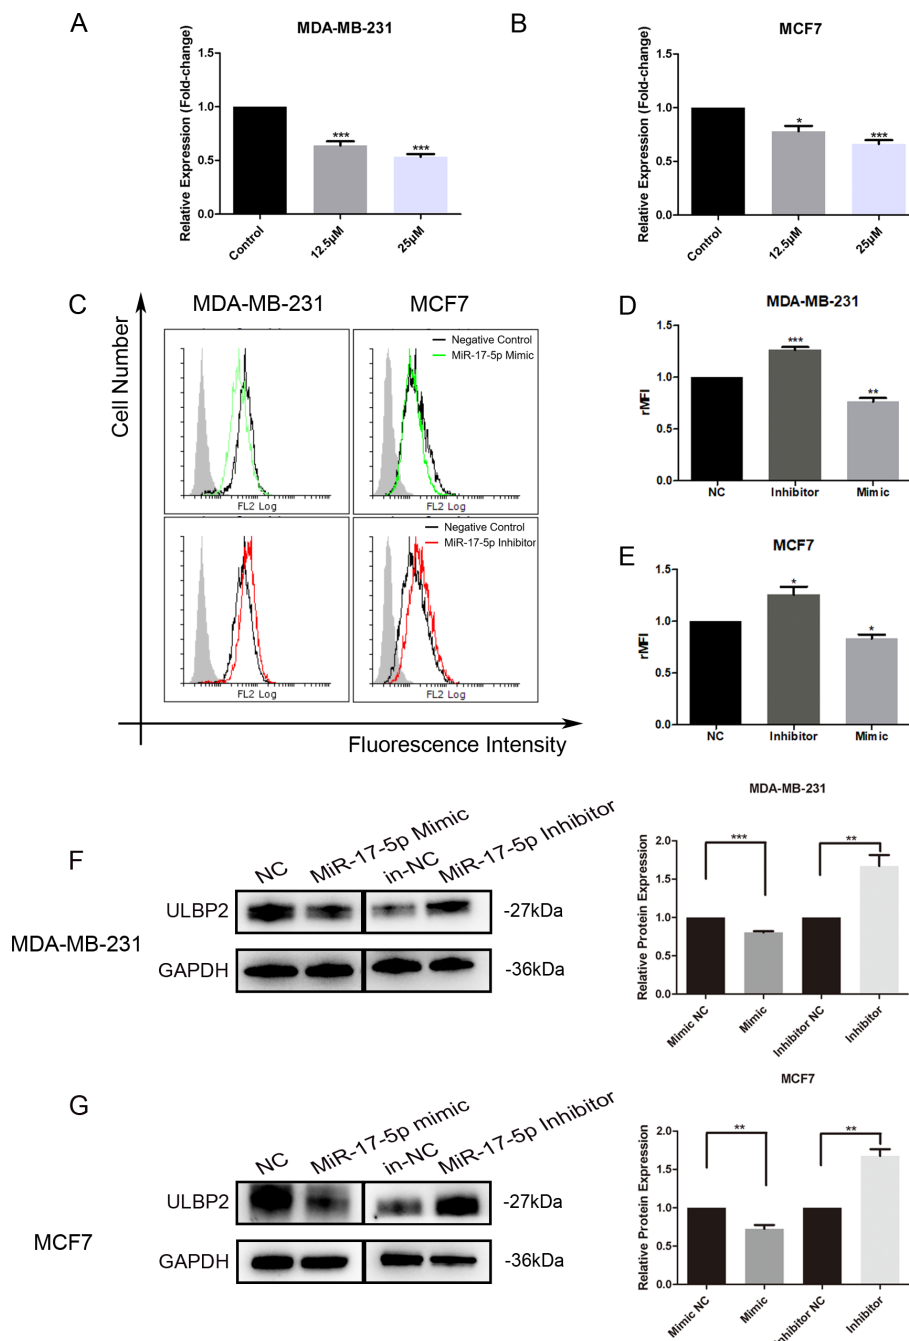 A
MDA-MB-231
Relative Expression (Fold-change)
1.5
1.0
0.5
0.0
***
***
Control
12.5µM
25µM
B
MCF7
Relative Expression (Fold-change)
1.5
1.0
0.5
0.0
*
***
Control
12.5µM
25µM
C
MDA-MB-231
MCF7
Cell Number
Negative Control
MiR-17-5p Mimic
FL2 Log
FL2 Log
Negative Control
MiR-17-5p Inhibitor
FL2 Log
FL2 Log
Fluorescence Intensity
D
MDA-MB-231
rMFI
1.5
1.0
0.5
0.0
***
**
NC
Inhibitor
Mimic
E
MCF7
rMFI
1.5
1.0
0.5
0.0
*
*
NC
Inhibitor
Mimic
F
MDA-MB-231
NC
MiR-17-5p Mimic
in-NC
MiR-17-5p Inhibitor
ULBP2
-27kDa
GAPDH
-36kDa
MDA-MB-231
Relative Protein Expression
2.0
1.5
1.0
0.5
0.0
***
**
Mimic NC
Mimic
Inhibitor NC
Inhibitor
G
MCF7
NC
MiR-17-5p mimic
in-NC
MiR-17-5p Inhibitor
ULBP2
-27kDa
GAPDH
-36kDa
MCF7
Relative Protein Expression
2.0
1.5
1.0
0.5
0.0
**
**
Mimic NC
Mimic
Inhibitor NC
Inhibitor